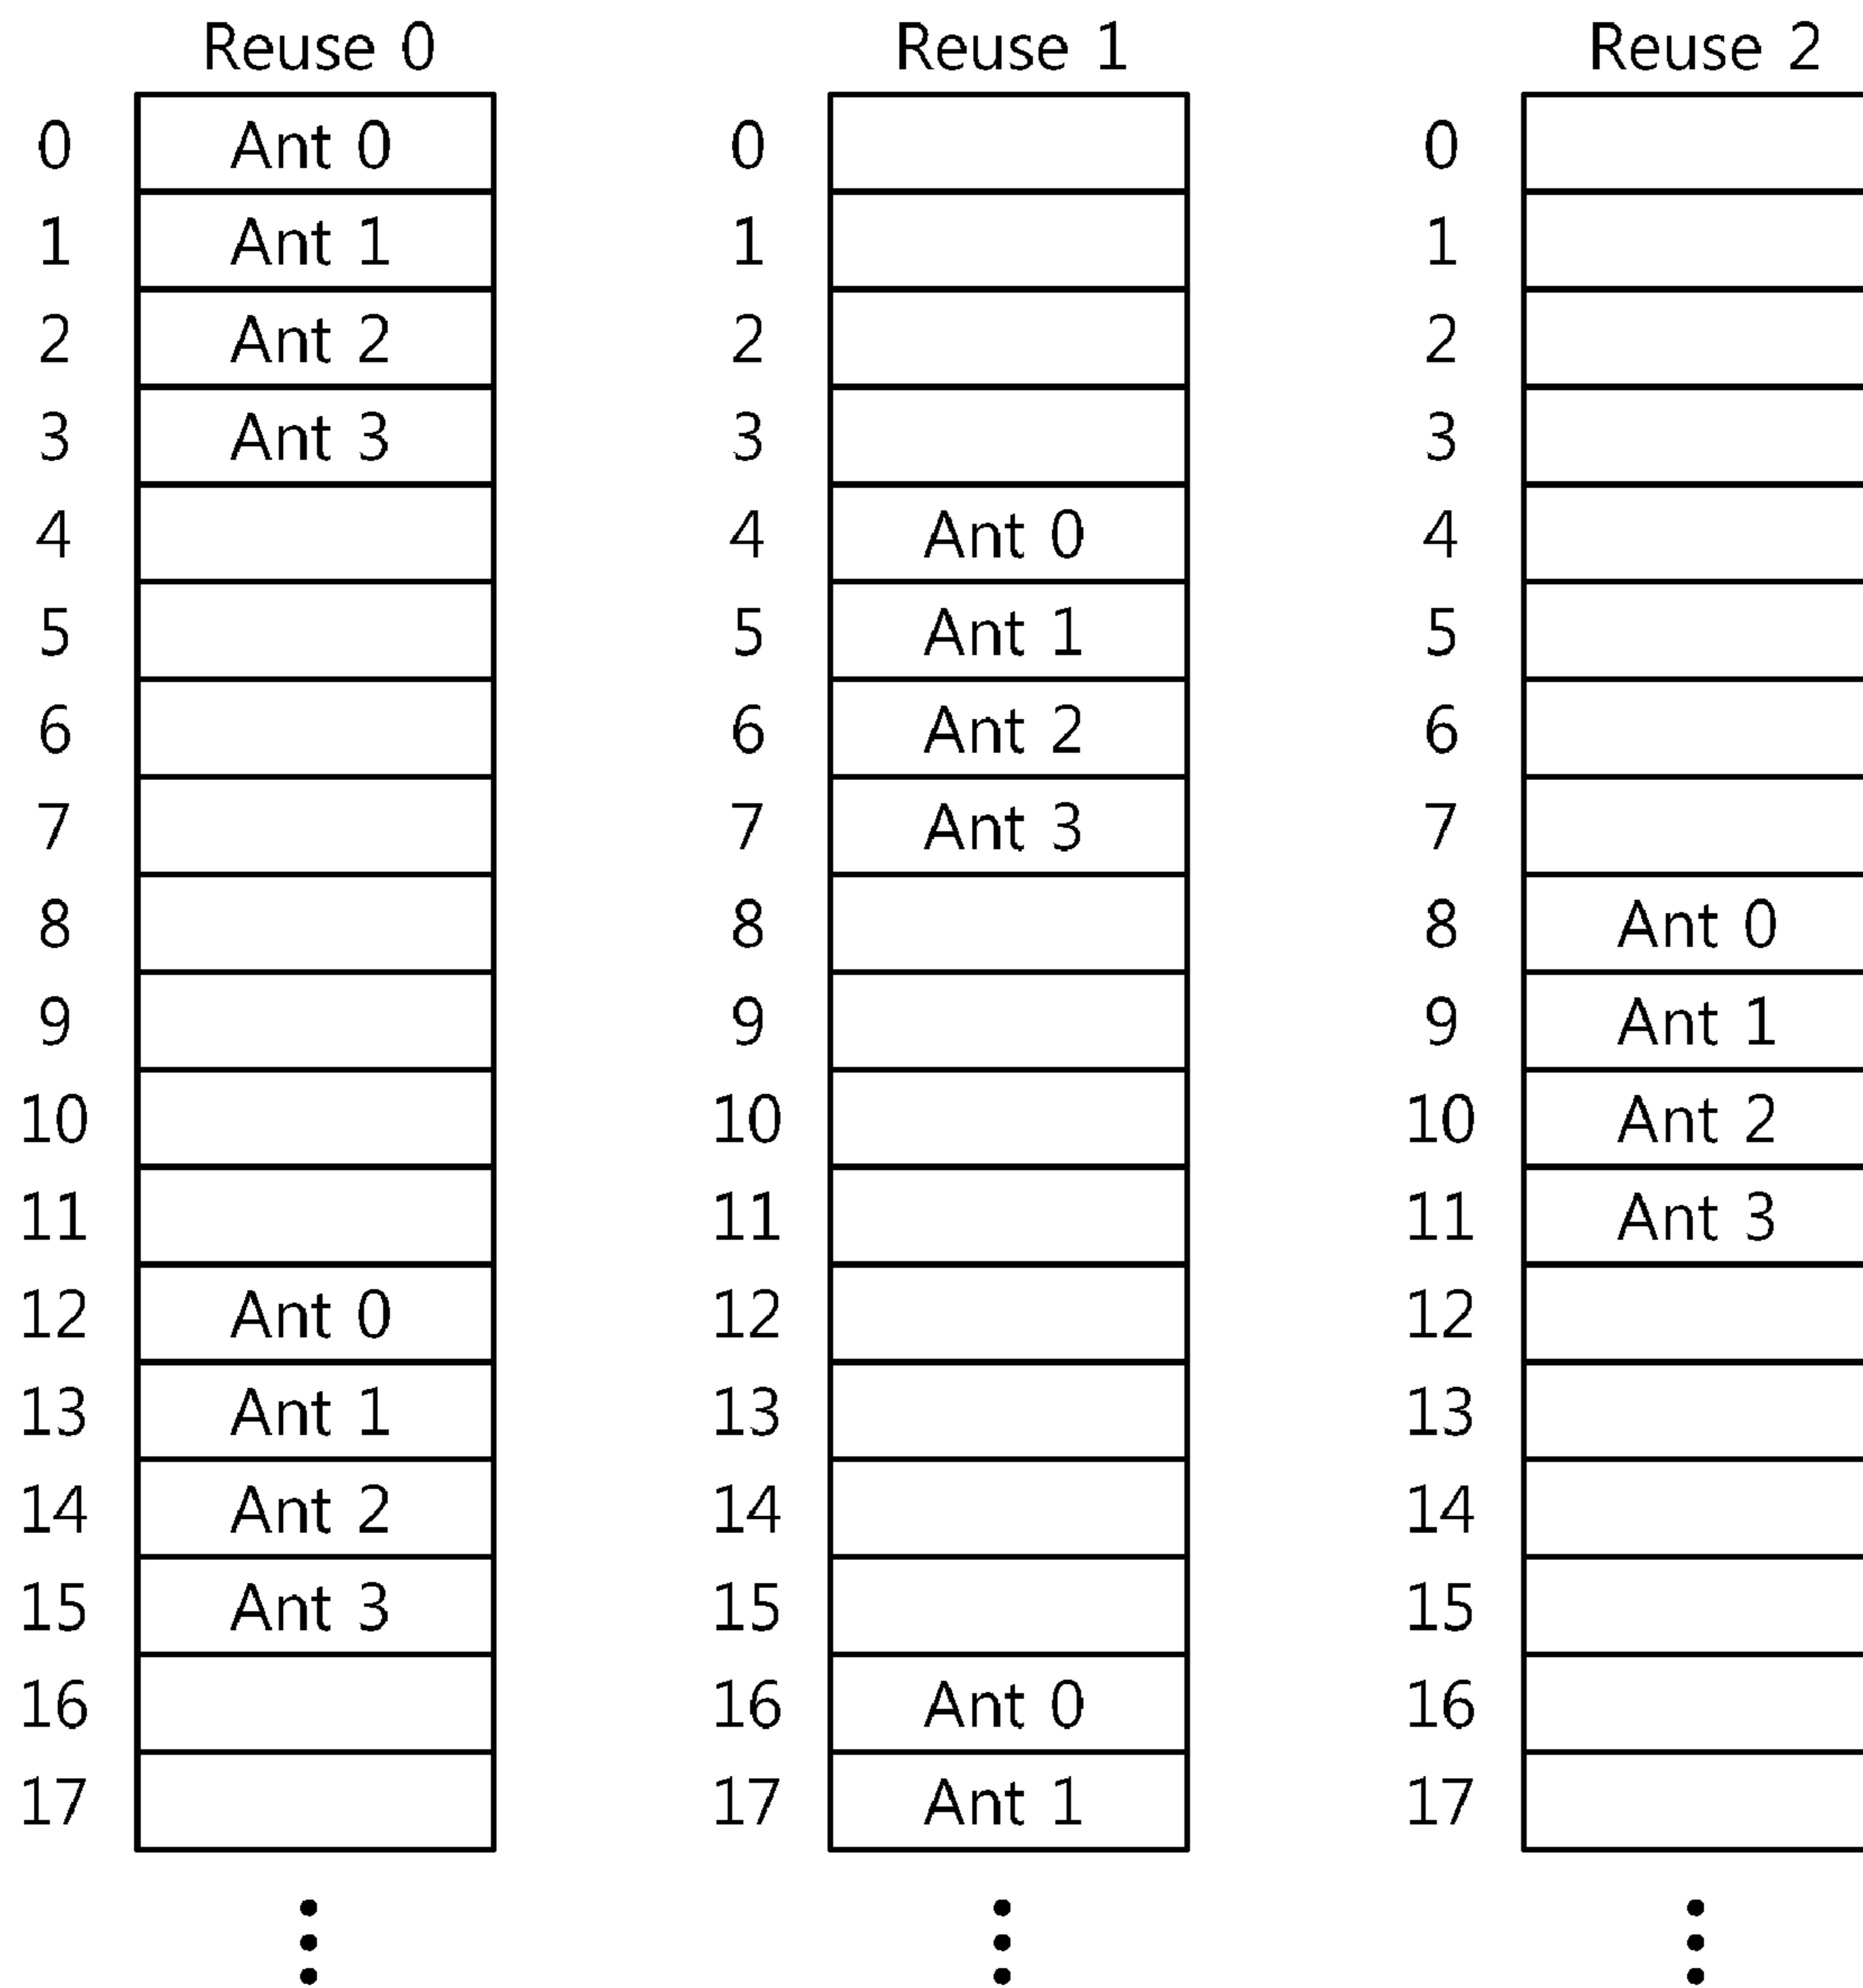 Reuse 0 Reuse 1 Reuse 2
0 Ant 0 0 0
1 Ant 1 1 1
2 Ant 2 2 2
3 Ant 3 3 3
4 4 Ant 0 4
5 5 Ant 1 5
6 6 Ant 2 6
7 7 Ant 3 7
8 8 8 Ant 0
9 9 9 Ant 1
10 10 10 Ant 2
11 11 11 Ant 3
12 Ant 0 12 12
13 Ant 1 13 13
14 Ant 2 14 14
15 Ant 3 15 15
16 16 Ant 0 16
17 17 Ant 1 17